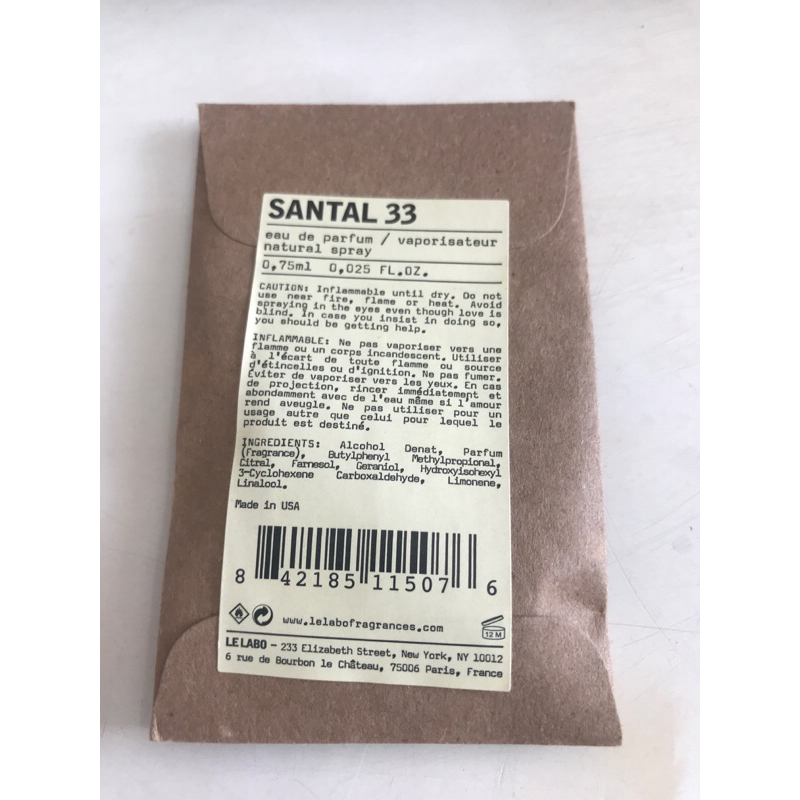 SANTAL 33
eau de parfum / vaporisateur
natural spray
0,75ml 0,025 FL.OZ.
CAUTION: Inflammable until dry. Do not
use near fire, flame or heat. Avoid
spraying in the eyes even though love is
blind. In case you insist in doing so,
you should be getting help.
INFLAMMABLE: Ne pas vaporiser vers une
flamme ou un corps incandescent. Utiliser
à l'écart de toute flamme ou source
d'étincelles ou d'ignition. Ne pas fumer.
Éviter de vaporiser vers les yeux. En cas
de projection, rincer immédiatement et
abondamment avec de l'eau même si l'amour
rend aveugle. Ne pas utiliser pour un
usage autre que celui pour lequel le
produit est destiné.
INGREDIENTS: Alcohol Denat, Parfum
(Fragrance), Butylphenyl Methylpropional,
Citral, Farnesol, Geraniol, Hydroxyisohexyl
3-Cyclohexene Carboxaldehyde, Limonene,
Linalool.
Made in USA
8 42185 11507 6
www.lelabofragrances.com
12 M
LE LABO – 233 Elizabeth Street, New York, NY 10012
6 rue de Bourbon le Château, 75006 Paris, France